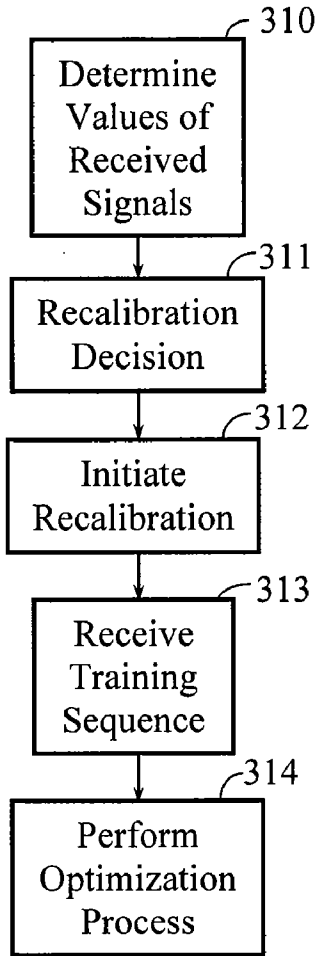 310
Determine
Values of
Received
Signals
311
Recalibration
Decision
312
Initiate
Recalibration
313
Receive
Training
Sequence
314
Perform
Optimization
Process